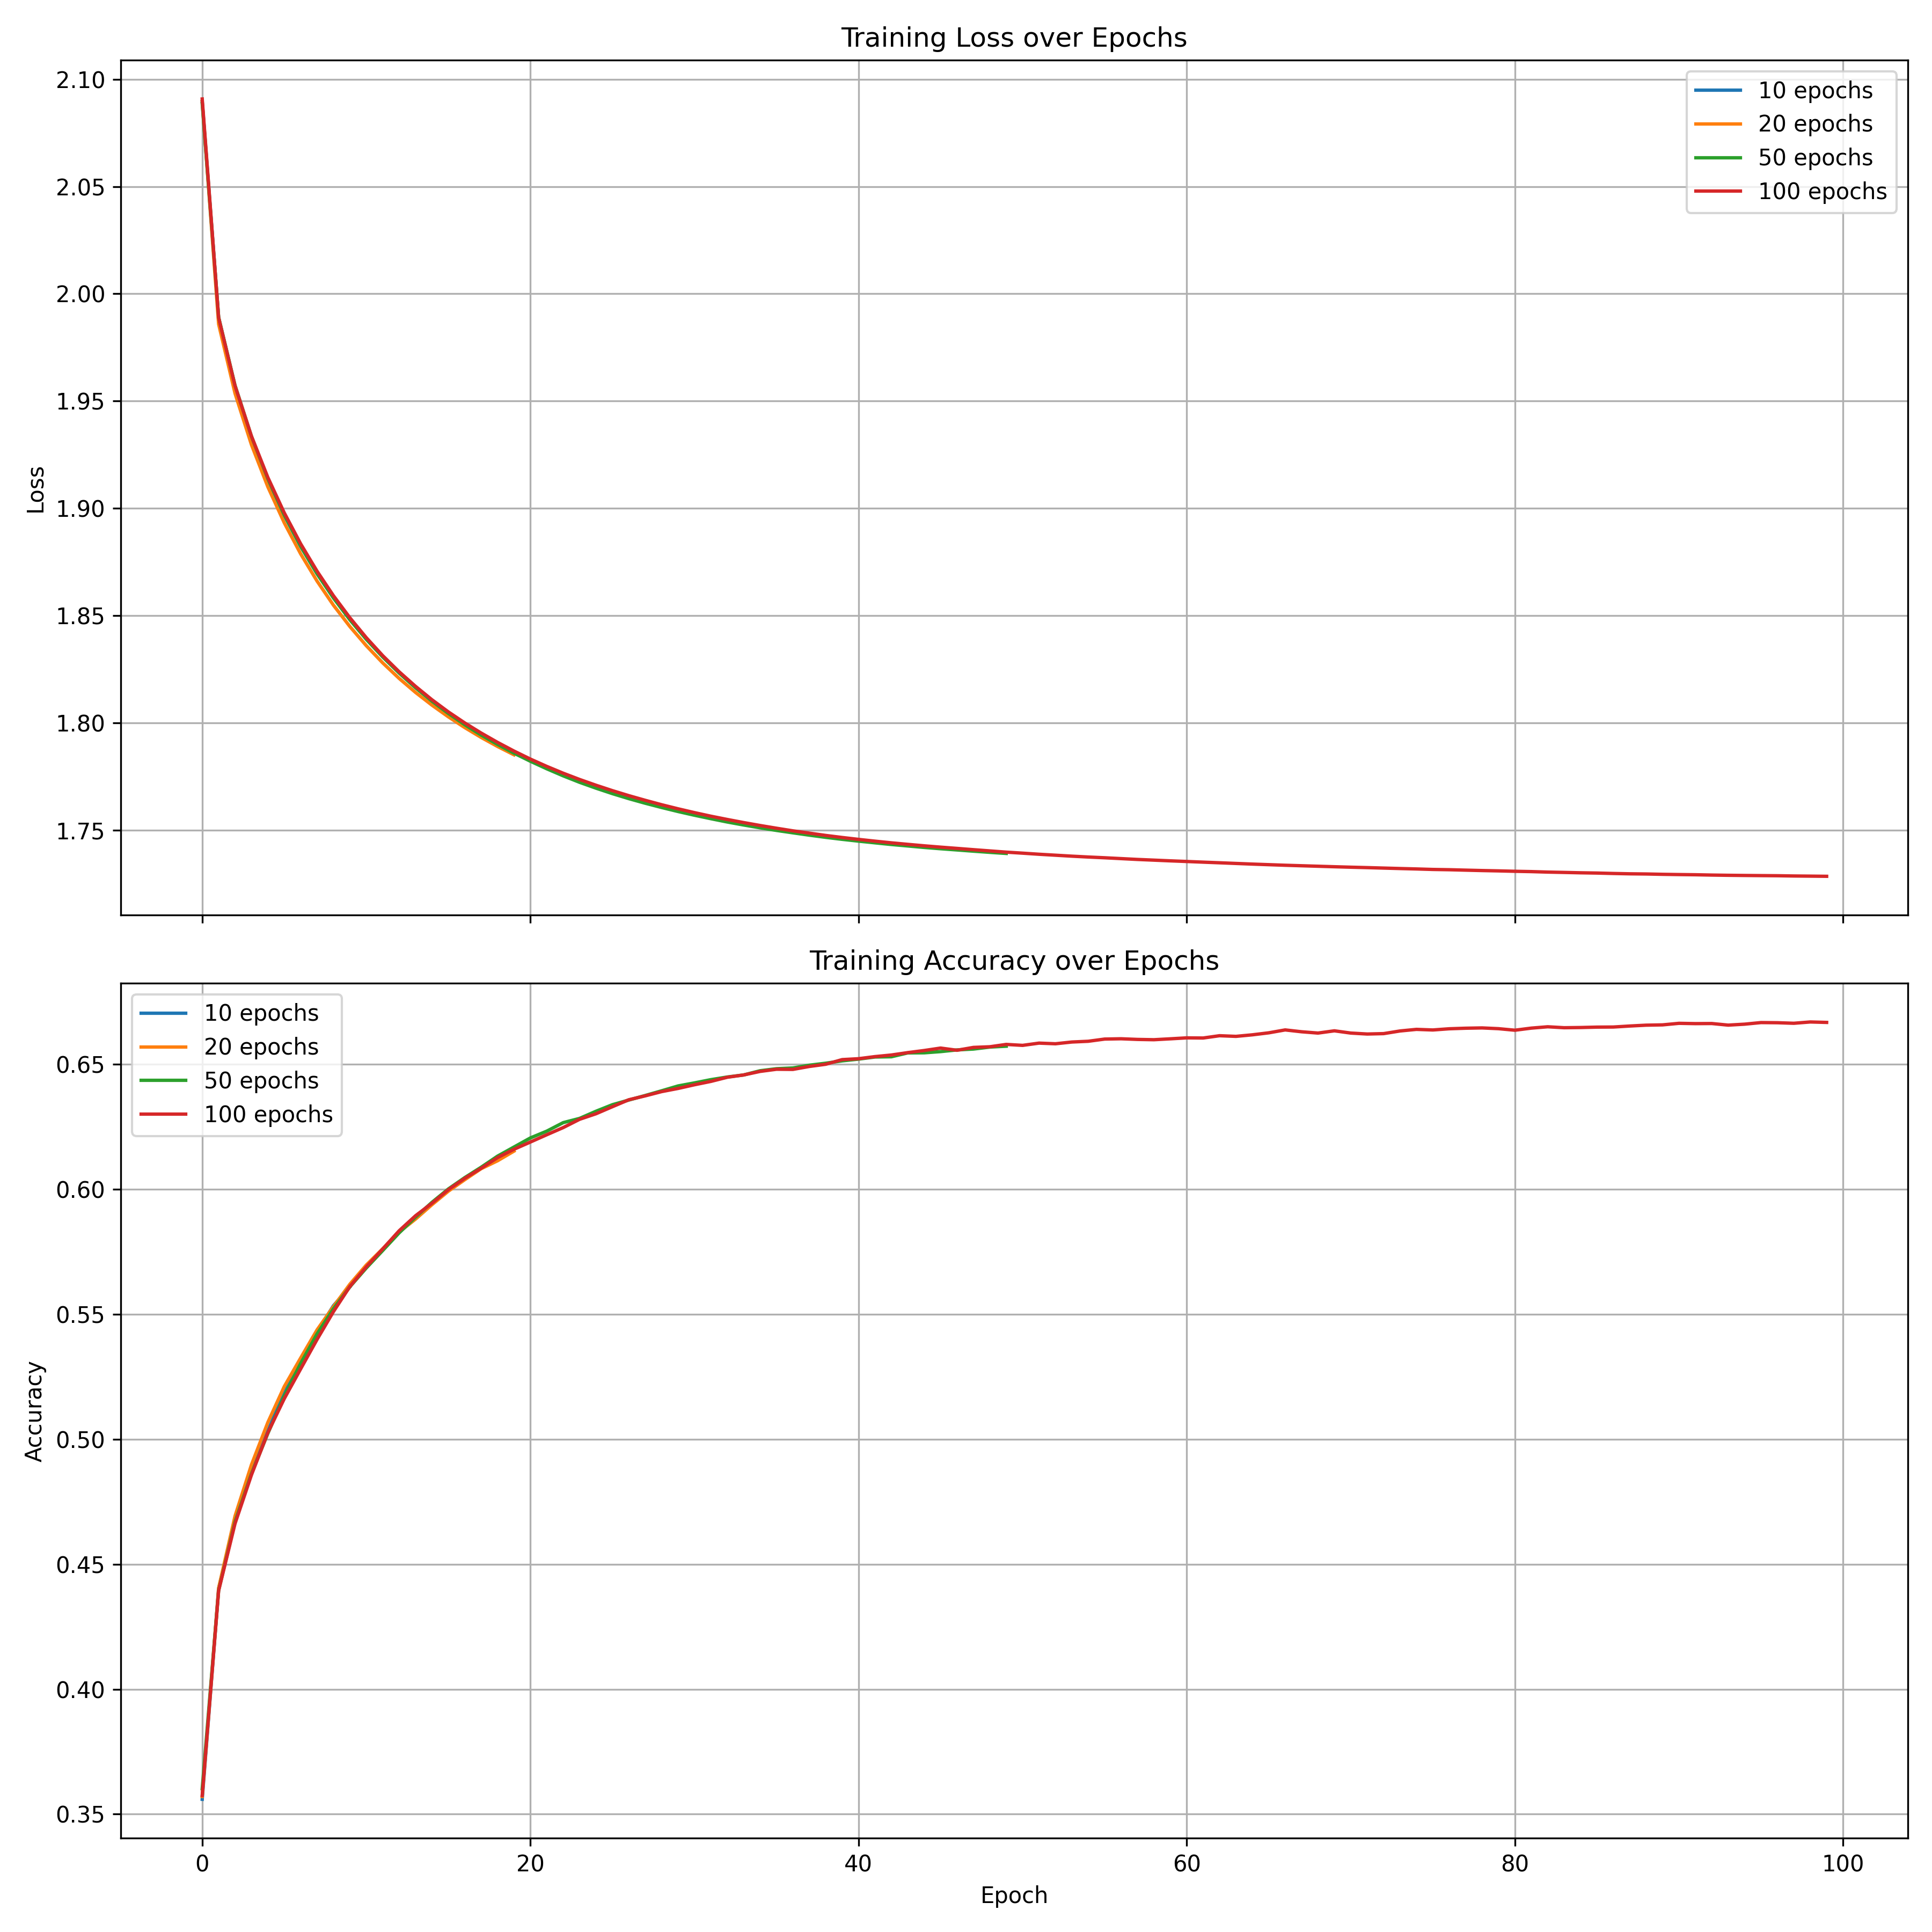 Training Loss over Epochs
2.10
2.05
2.00
1.95
1.90
1.85
1.80
1.75
Loss
10 epochs
20 epochs
50 epochs
100 epochs
Training Accuracy over Epochs
0.65
0.60
0.55
0.50
0.45
0.40
0.35
Accuracy
10 epochs
20 epochs
50 epochs
100 epochs
0 20 40 60 80 100
Epoch